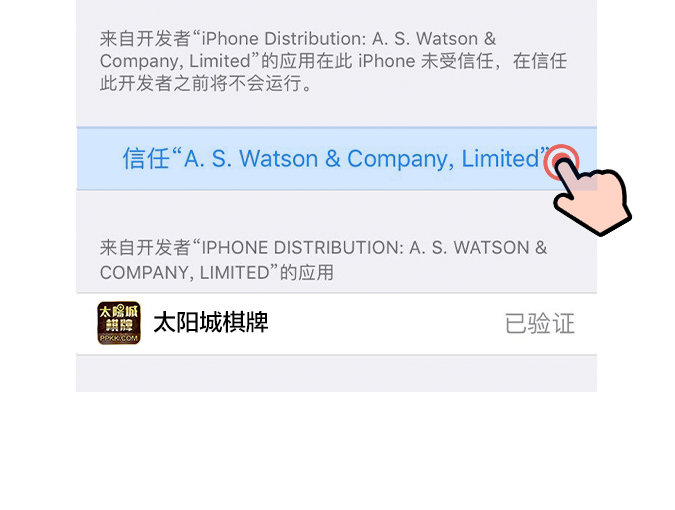 来自开发者“iPhone Distribution: A. S. Watson &
Company, Limited”的应用在此 iPhone 未受信任，在信任
此开发者之前将不会运行。
信任“A. S. Watson & Company, Limited”
来自开发者“IPHONE DISTRIBUTION: A. S. WATSON &
COMPANY, LIMITED”的应用
太阳城
棋牌
PPKK.COM
太阳城棋牌
已验证